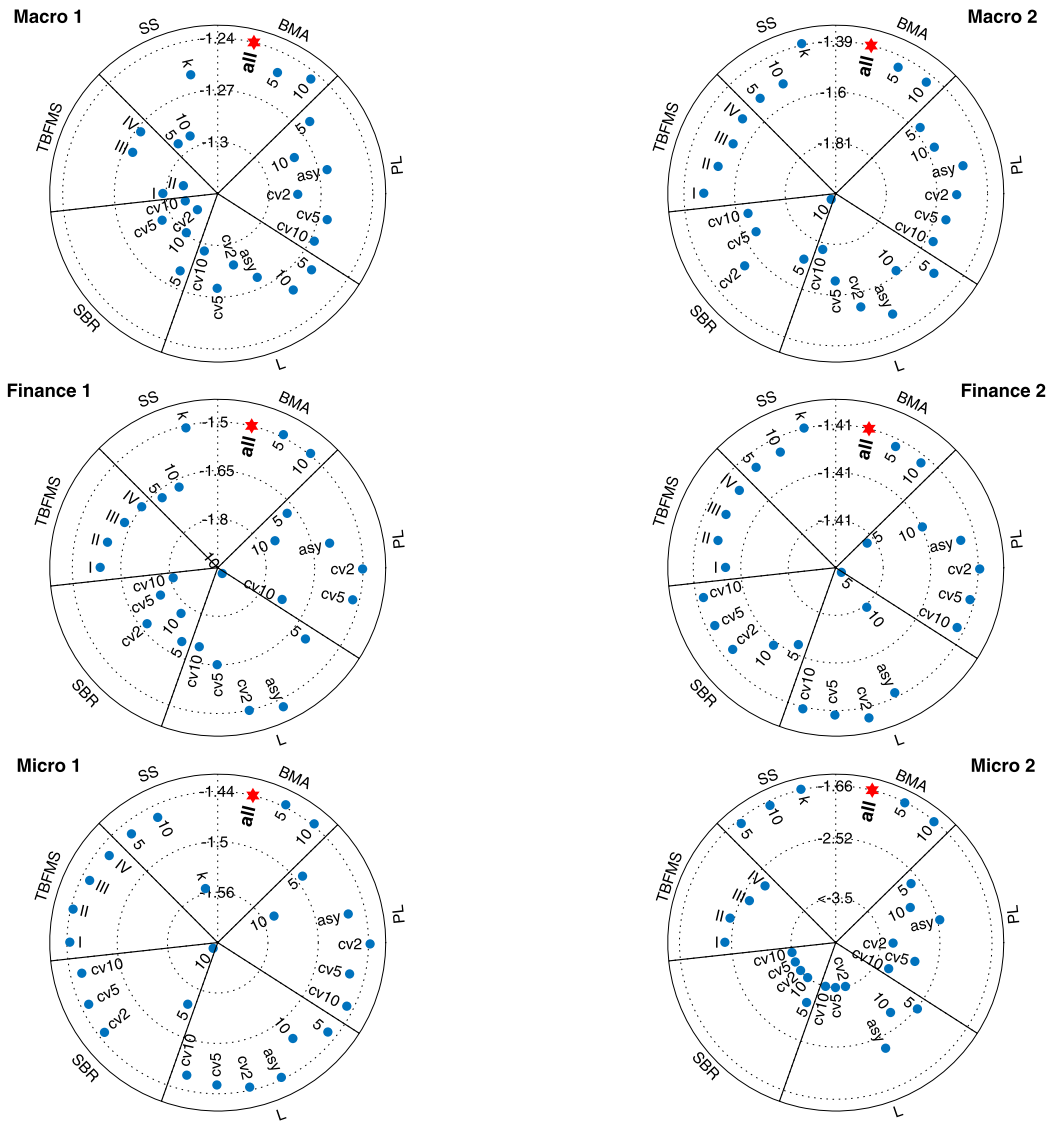 Macro 1
SS
BMA
TBFMS
PL
SBR
L
-1.24
-1.27
-1.3
all
5
10
5
10
asy
cv2
cv5
cv10
5
10
asy
cv2
cv5
cv10
5
10
cv2
cv5
cv10
I
II
III
IV
5
10
k
Macro 2
SS
BMA
TBFMS
PL
SBR
L
-1.39
-1.6
-1.81
all
5
10
5
10
asy
cv2
cv5
cv10
5
10
asy
cv2
cv5
cv10
5
10
cv2
cv5
cv10
I
II
III
IV
5
10
k
Finance 1
SS
BMA
TBFMS
PL
SBR
L
-1.5
-1.65
-1.8
all
5
10
5
10
asy
cv2
cv5
cv10
5
10
asy
cv2
cv5
cv10
5
10
cv2
cv5
cv10
I
II
III
IV
5
10
k
Finance 2
SS
BMA
TBFMS
PL
SBR
L
-1.41
-1.41
-1.41
all
5
10
5
10
asy
cv2
cv5
cv10
5
10
asy
cv2
cv5
cv10
5
10
cv2
cv5
cv10
I
II
III
IV
5
10
k
Micro 1
SS
BMA
TBFMS
PL
SBR
L
-1.44
-1.5
-1.56
all
5
10
5
10
asy
cv2
cv5
cv10
5
10
asy
cv2
cv5
cv10
5
10
cv2
cv5
cv10
I
II
III
IV
5
10
k
Micro 2
SS
BMA
TBFMS
PL
SBR
L
-1.66
-2.52
<-3.5
all
5
10
5
10
asy
cv2
cv5
cv10
5
10
asy
cv2
cv5
cv10
5
10
cv2
cv5
cv10
I
II
III
IV
5
10
k